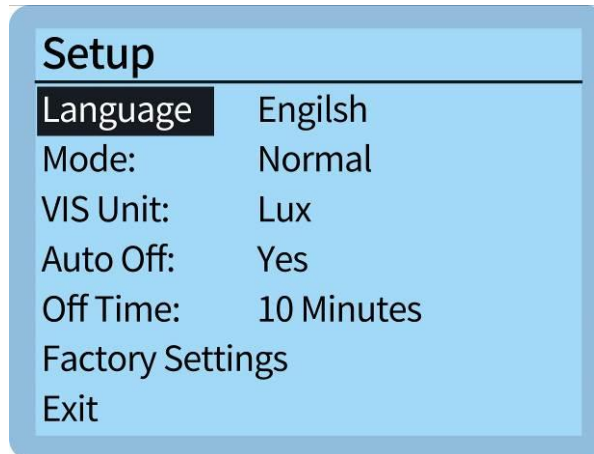 Setup
Language Engilsh
Mode: Normal
VIS Unit: Lux
Auto Off: Yes
Off Time: 10 Minutes
Factory Settings
Exit